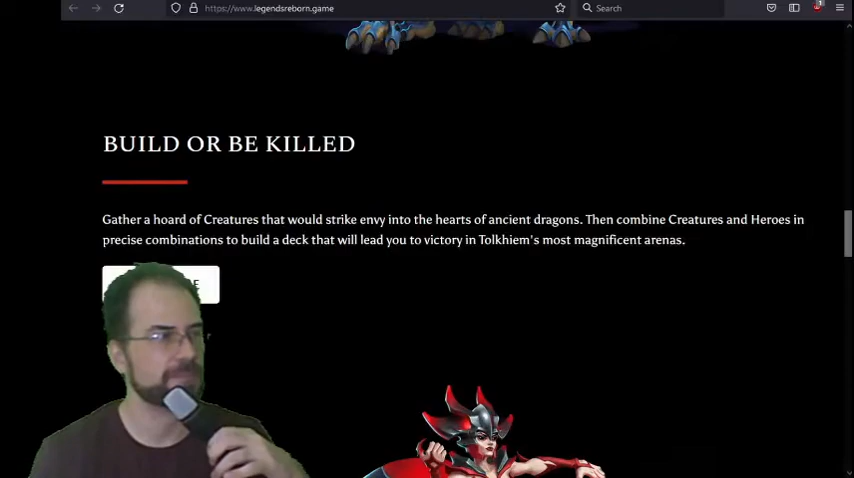 https://www.legendsreborn.game
Search
1
BUILD OR BE KILLED
Gather a hoard of Creatures that would strike envy into the hearts of ancient dragons. Then combine Creatures and Heroes in
precise combinations to build a deck that will lead you to victory in Tolkhiem's most magnificent arenas.